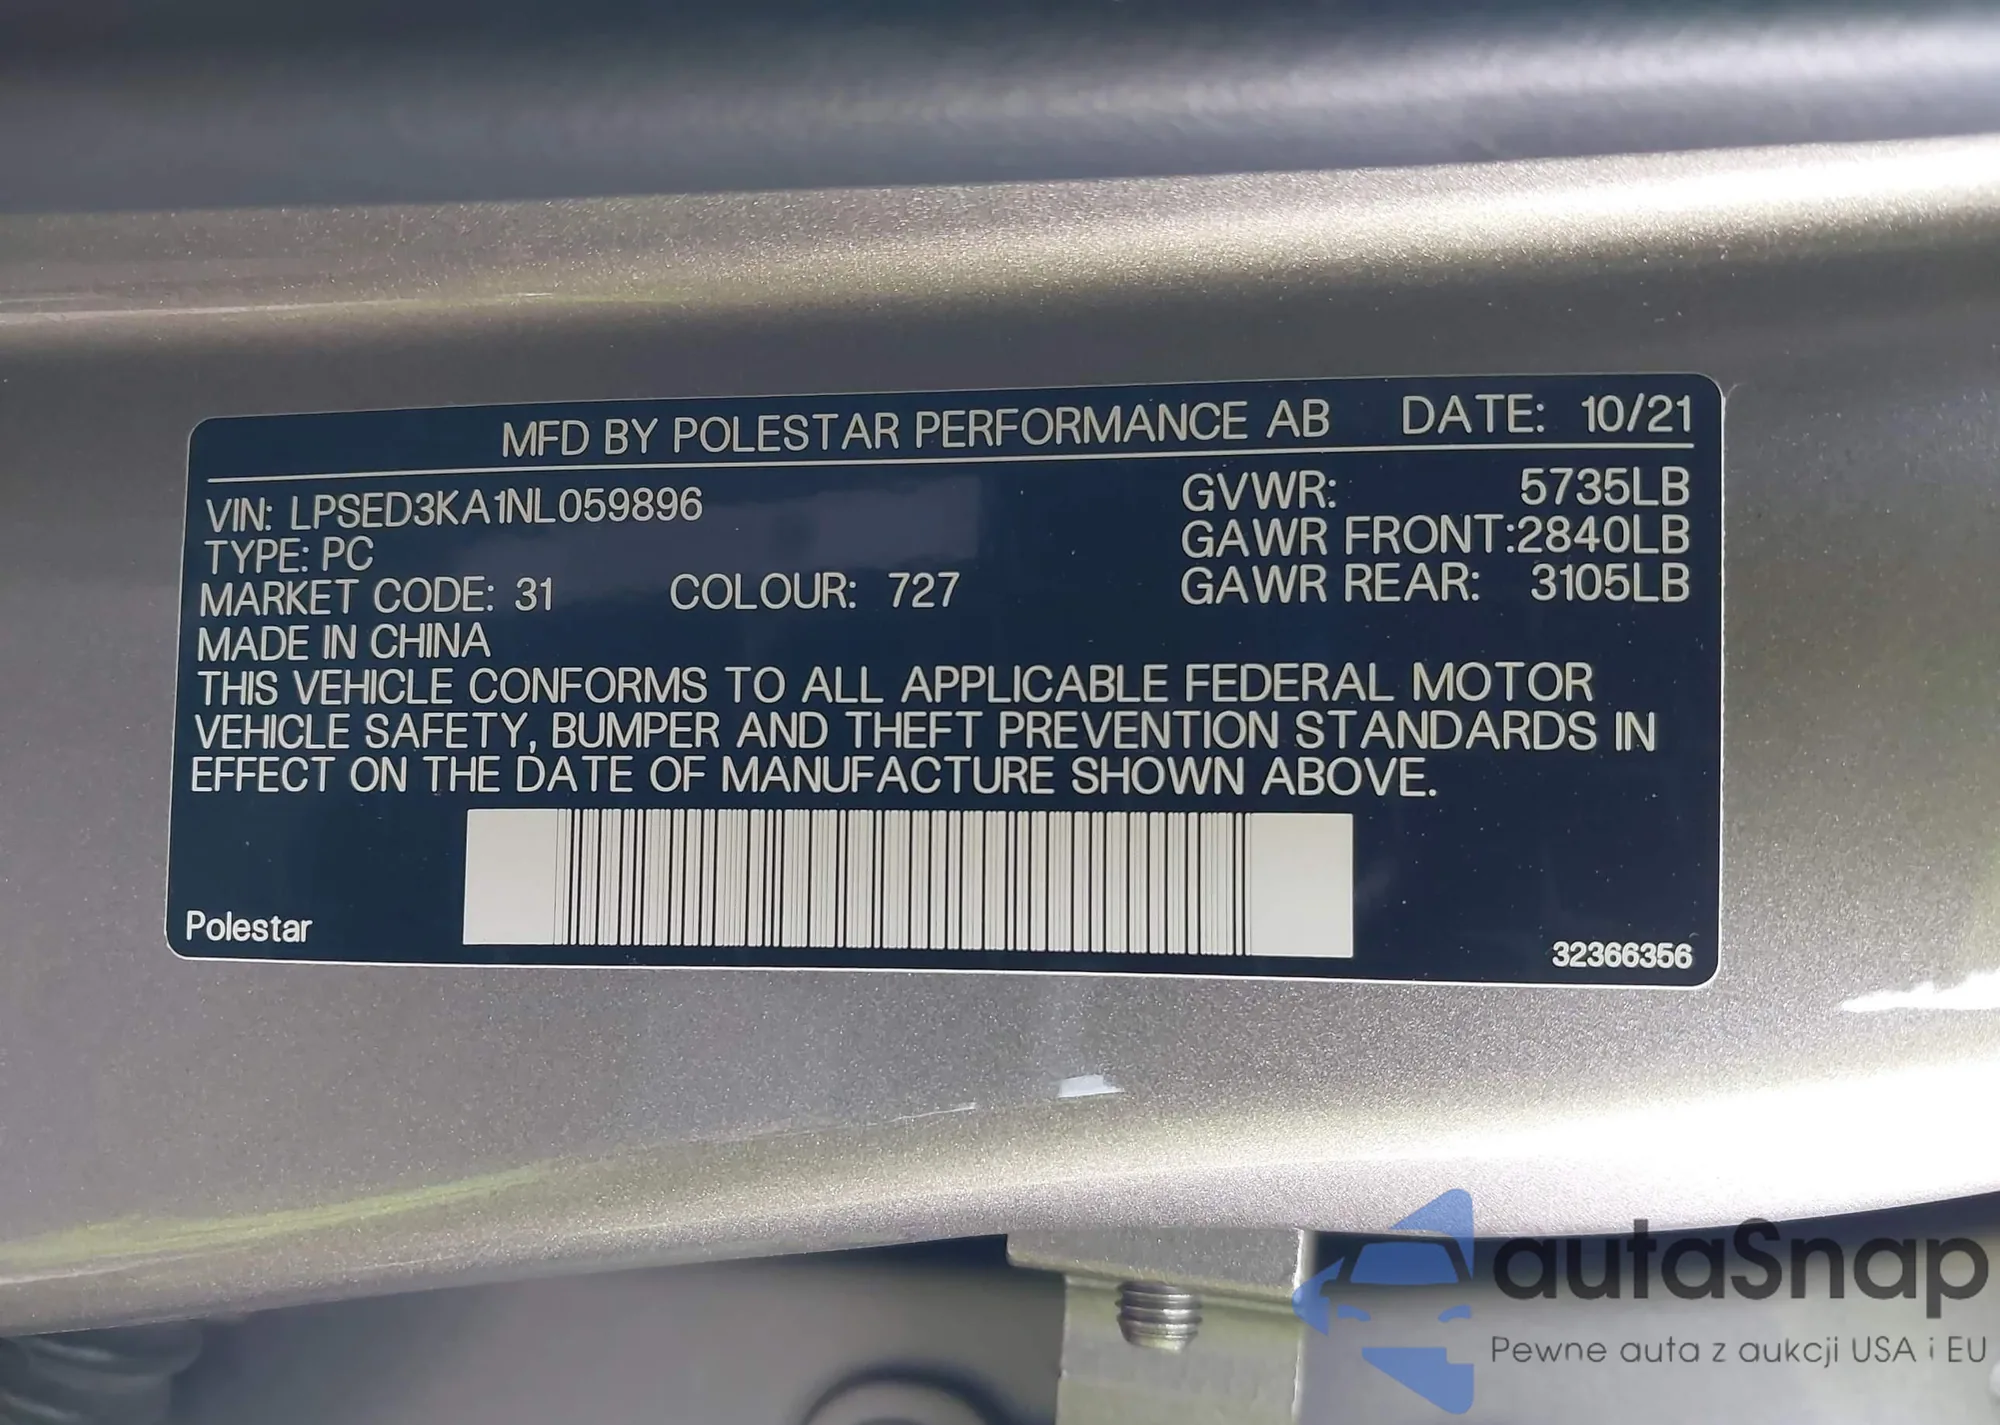 MFD BY POLESTAR PERFORMANCE AB DATE: 10/21
VIN: LPSED3KA1NL059896 GVWR: 5735LB
TYPE: PC GAWR FRONT:2840LB
MARKET CODE: 31 COLOUR: 727 GAWR REAR: 3105LB
MADE IN CHINA
THIS VEHICLE CONFORMS TO ALL APPLICABLE FEDERAL MOTOR
VEHICLE SAFETY, BUMPER AND THEFT PREVENTION STANDARDS IN
EFFECT ON THE DATE OF MANUFACTURE SHOWN ABOVE.
Polestar 32366356
autaSnap
Pewne auta z aukcji USA i EU